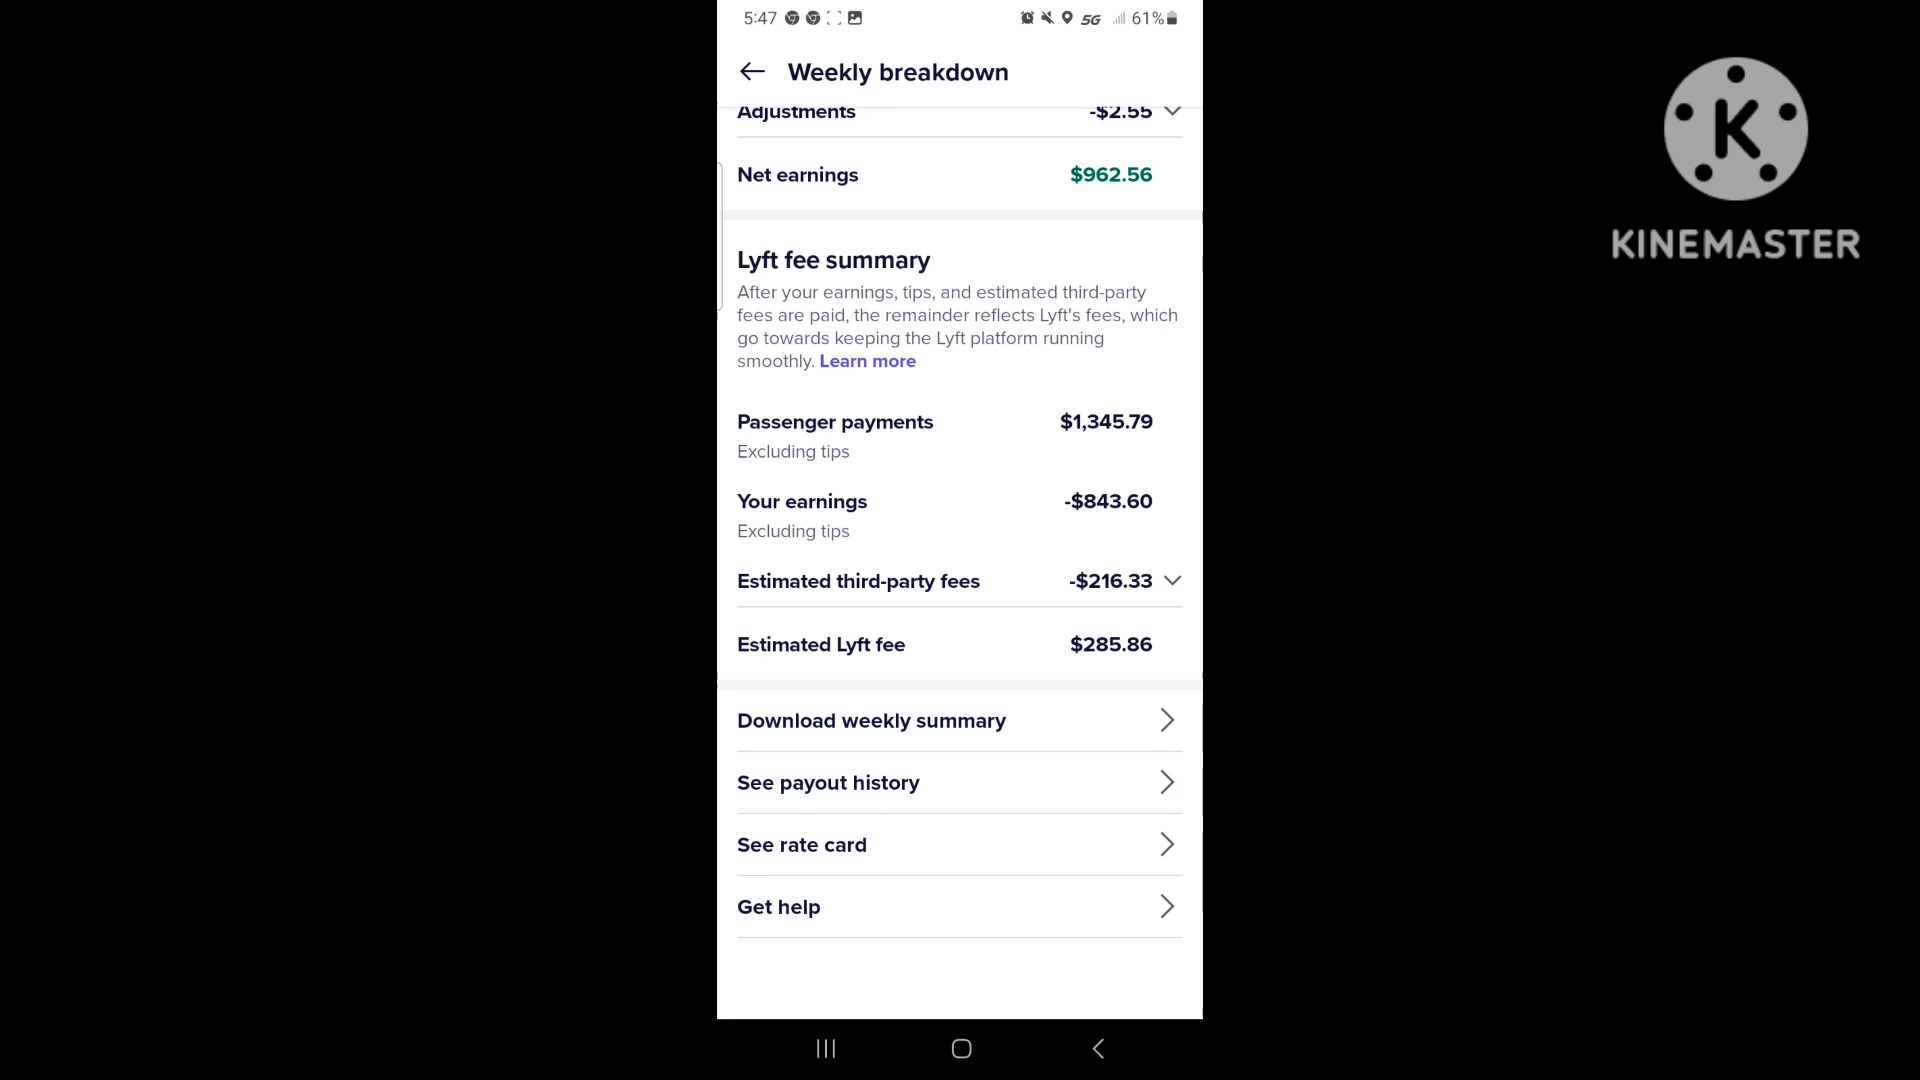 5:47
5G
61%
Weekly breakdown
Adjustments -$2.55
Net earnings $962.56
Lyft fee summary
After your earnings, tips, and estimated third-party
fees are paid, the remainder reflects Lyft's fees, which
go towards keeping the Lyft platform running
smoothly. Learn more
Passenger payments $1,345.79
Excluding tips
Your earnings -$843.60
Excluding tips
Estimated third-party fees -$216.33
Estimated Lyft fee $285.86
Download weekly summary
See payout history
See rate card
Get help
K
KINEMASTER